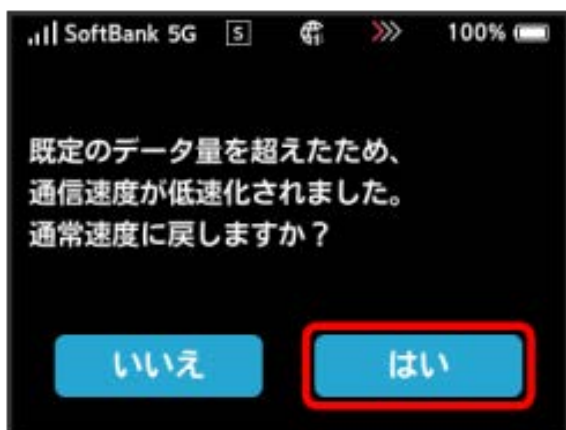 SoftBank 5G S 100%
既定のデータ量を超えたため、
通信速度が低速化されました。
通常速度に戻しますか？
いいえ はい